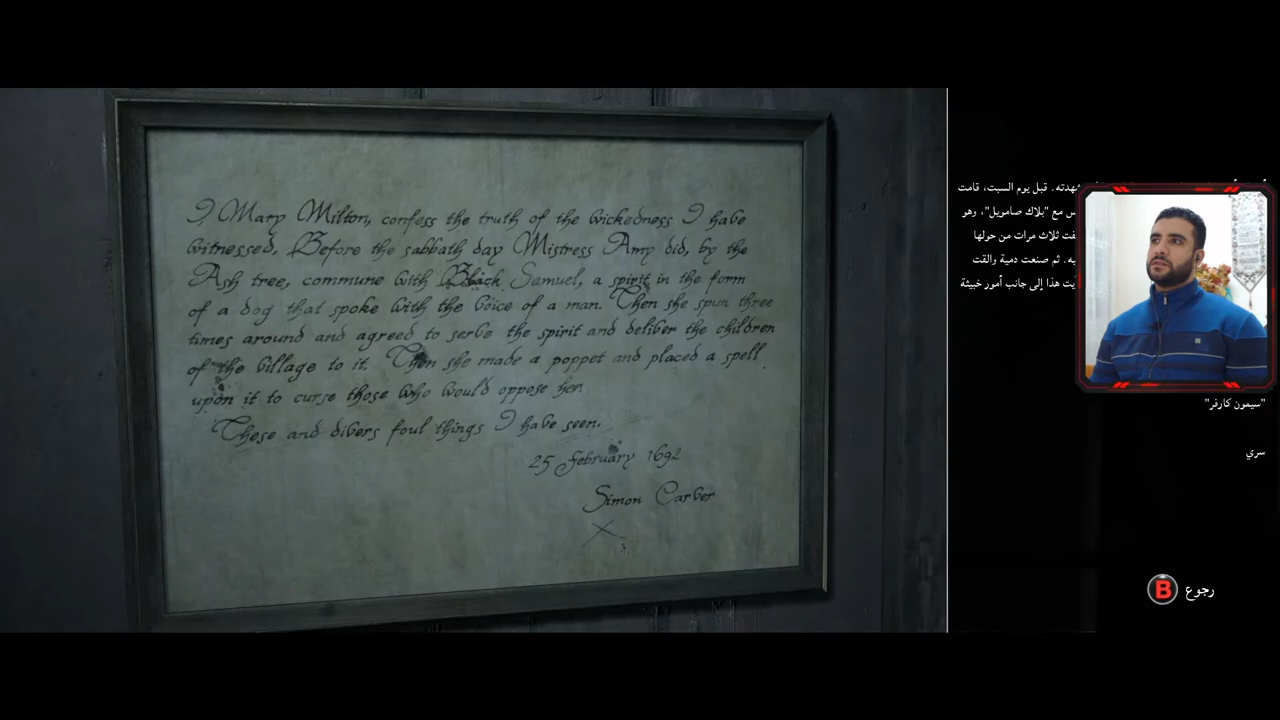 I Mary Milton, confess the truth of the wickedness I have
witnessed. Before the sabbath day Mistress Amy did, by the
Ash tree, commune with Black Samuel, a spirit in the form
of a dog that spoke with the voice of a man. Then she spun three
times around and agreed to serve the spirit and deliver the children
of the village to it. Then she made a poppet and placed a spell
upon it to curse those who would oppose her.
These and divers foul things I have seen.
25 February 1692
Simon Carver
X
شهدته. قبل يوم السبت، قامت
مع "بلاك صامويل"، وهو
ثلاث مرات من حولها
ثم صنعت دمية والقت
هذا إلى جانب أمور خبيثة
"سيمون كارفر"
سري
رجوع
B